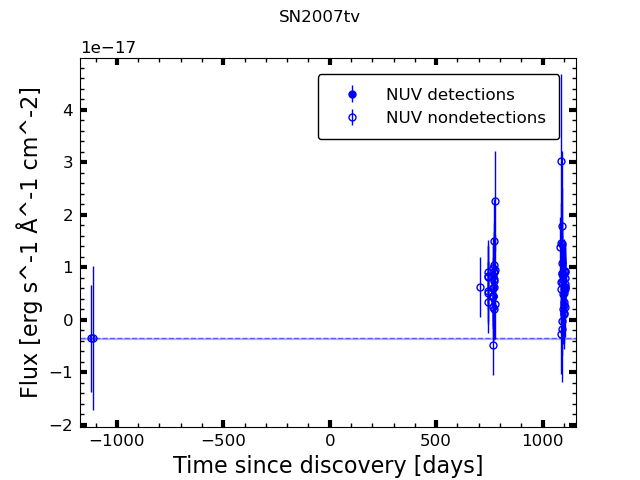 SN2007tv
1e−17
NUV detections
NUV nondetections
4
3
2
1
0
−1
−2
Flux [erg s^-1 Å^-1 cm^-2]
−1000 −500 0 500 1000
Time since discovery [days]